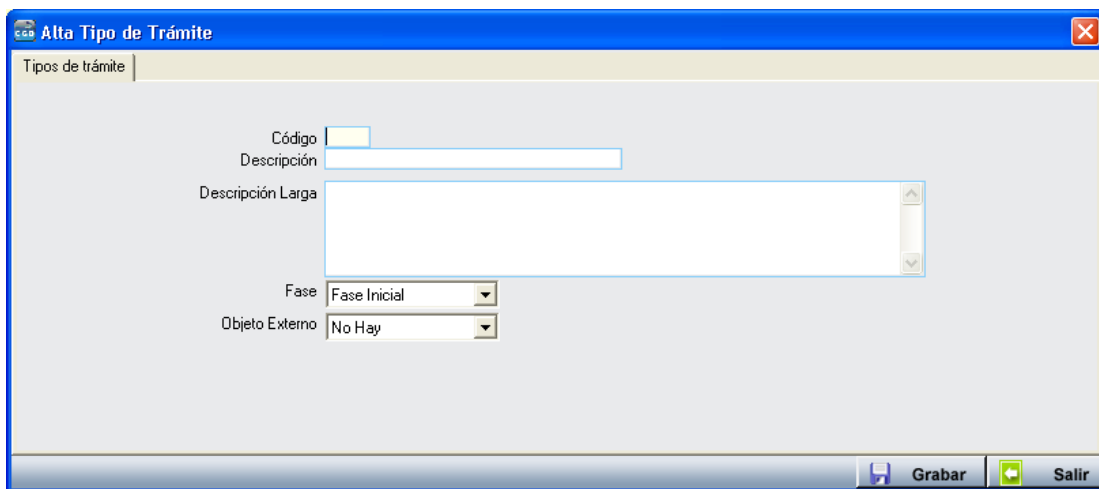 CGD Alta Tipo de Trámite
Tipos de trámite
Código
Descripción
Descripción Larga
Fase Fase Inicial
Objeto Externo No Hay
Grabar Salir